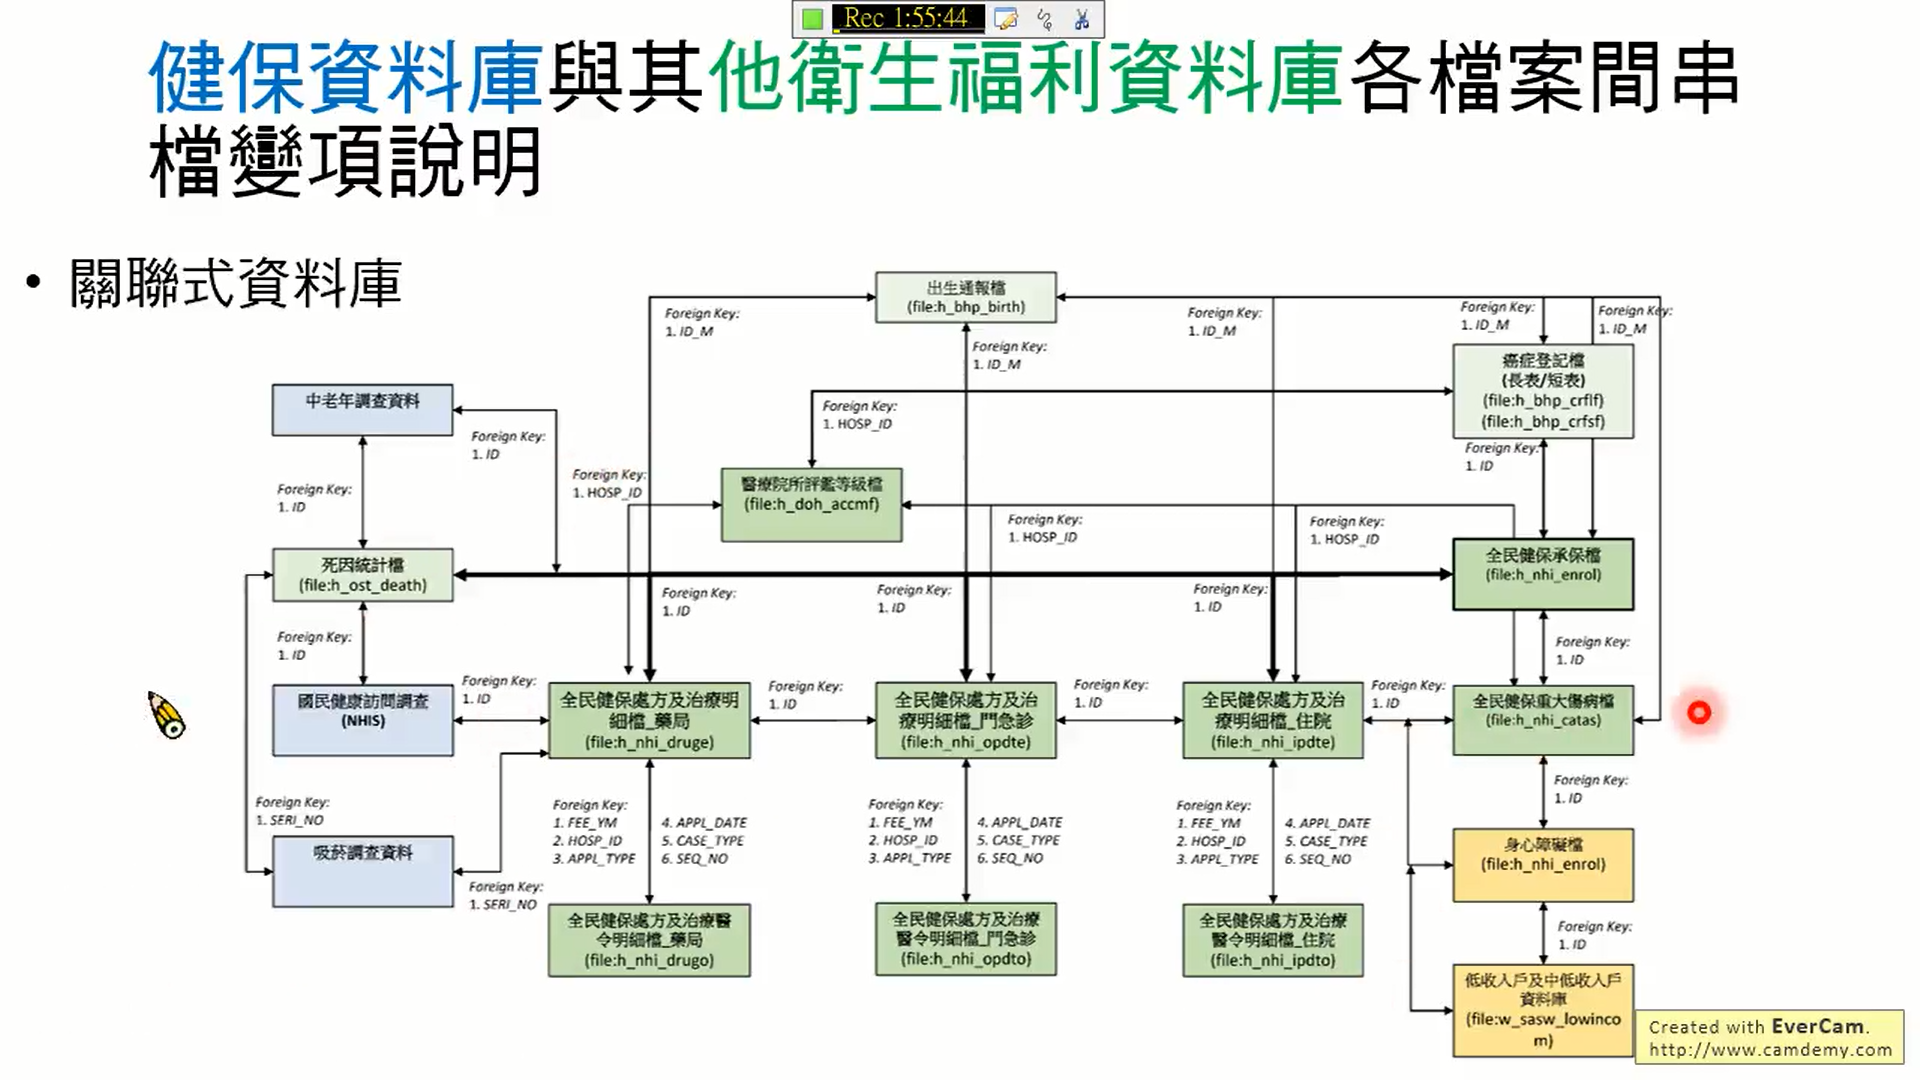 Rec 1:55:44
健保資料庫與其他衛生福利資料庫各檔案間串
檔變項說明
• 關聯式資料庫
出生通報檔
(file:h_bhp_birth)
Foreign Key:
1. ID_M
Foreign Key:
1. ID_M
Foreign Key:
1. ID_M
Foreign Key:
1. ID_M
Foreign Key:
1. ID_M
癌症登記檔
(長表/短表)
(file:h_bhp_crflf)
(file:h_bhp_crfsf)
中老年調查資料
Foreign Key:
1. HOSP_ID
Foreign Key:
1. ID
Foreign Key:
1. ID
Foreign Key:
1. HOSP_ID
醫療院所評鑑等級檔
(file:h_doh_accmf)
Foreign Key:
1. ID
Foreign Key:
1. HOSP_ID
Foreign Key:
1. HOSP_ID
死因統計檔
(file:h_ost_death)
全民健保承保檔
(file:h_nhi_enrol)
Foreign Key:
1. ID
Foreign Key:
1. ID
Foreign Key:
1. ID
Foreign Key:
1. ID
Foreign Key:
1. ID
國民健康訪問調查
(NHIS)
Foreign Key:
1. ID
全民健保處方及治療明
細檔_藥局
(file:h_nhi_druge)
Foreign Key:
1. ID
全民健保處方及治
療明細檔_門急診
(file:h_nhi_opdte)
Foreign Key:
1. ID
全民健保處方及治
療明細檔_住院
(file:h_nhi_ipdte)
Foreign Key:
1. ID
全民健保重大傷病檔
(file:h_nhi_catas)
Foreign Key:
1. SERI_NO
Foreign Key:
1. FEE_YM
2. HOSP_ID
3. APPL_TYPE
4. APPL_DATE
5. CASE_TYPE
6. SEQ_NO
Foreign Key:
1. FEE_YM
2. HOSP_ID
3. APPL_TYPE
4. APPL_DATE
5. CASE_TYPE
6. SEQ_NO
Foreign Key:
1. FEE_YM
2. HOSP_ID
3. APPL_TYPE
4. APPL_DATE
5. CASE_TYPE
6. SEQ_NO
Foreign Key:
1. ID
吸菸調查資料
Foreign Key:
1. SERI_NO
身心障礙檔
(file:h_nhi_enrol)
全民健保處方及治療醫
令明細檔_藥局
(file:h_nhi_drugo)
全民健保處方及治療
醫令明細檔_門急診
(file:h_nhi_opdto)
全民健保處方及治療
醫令明細檔_住院
(file:h_nhi_ipdto)
Foreign Key:
1. ID
低收入戶及中低收入戶
資料庫
(file:w_sasw_lowinco
m)
Created with EverCam.
http://www.camdemy.com